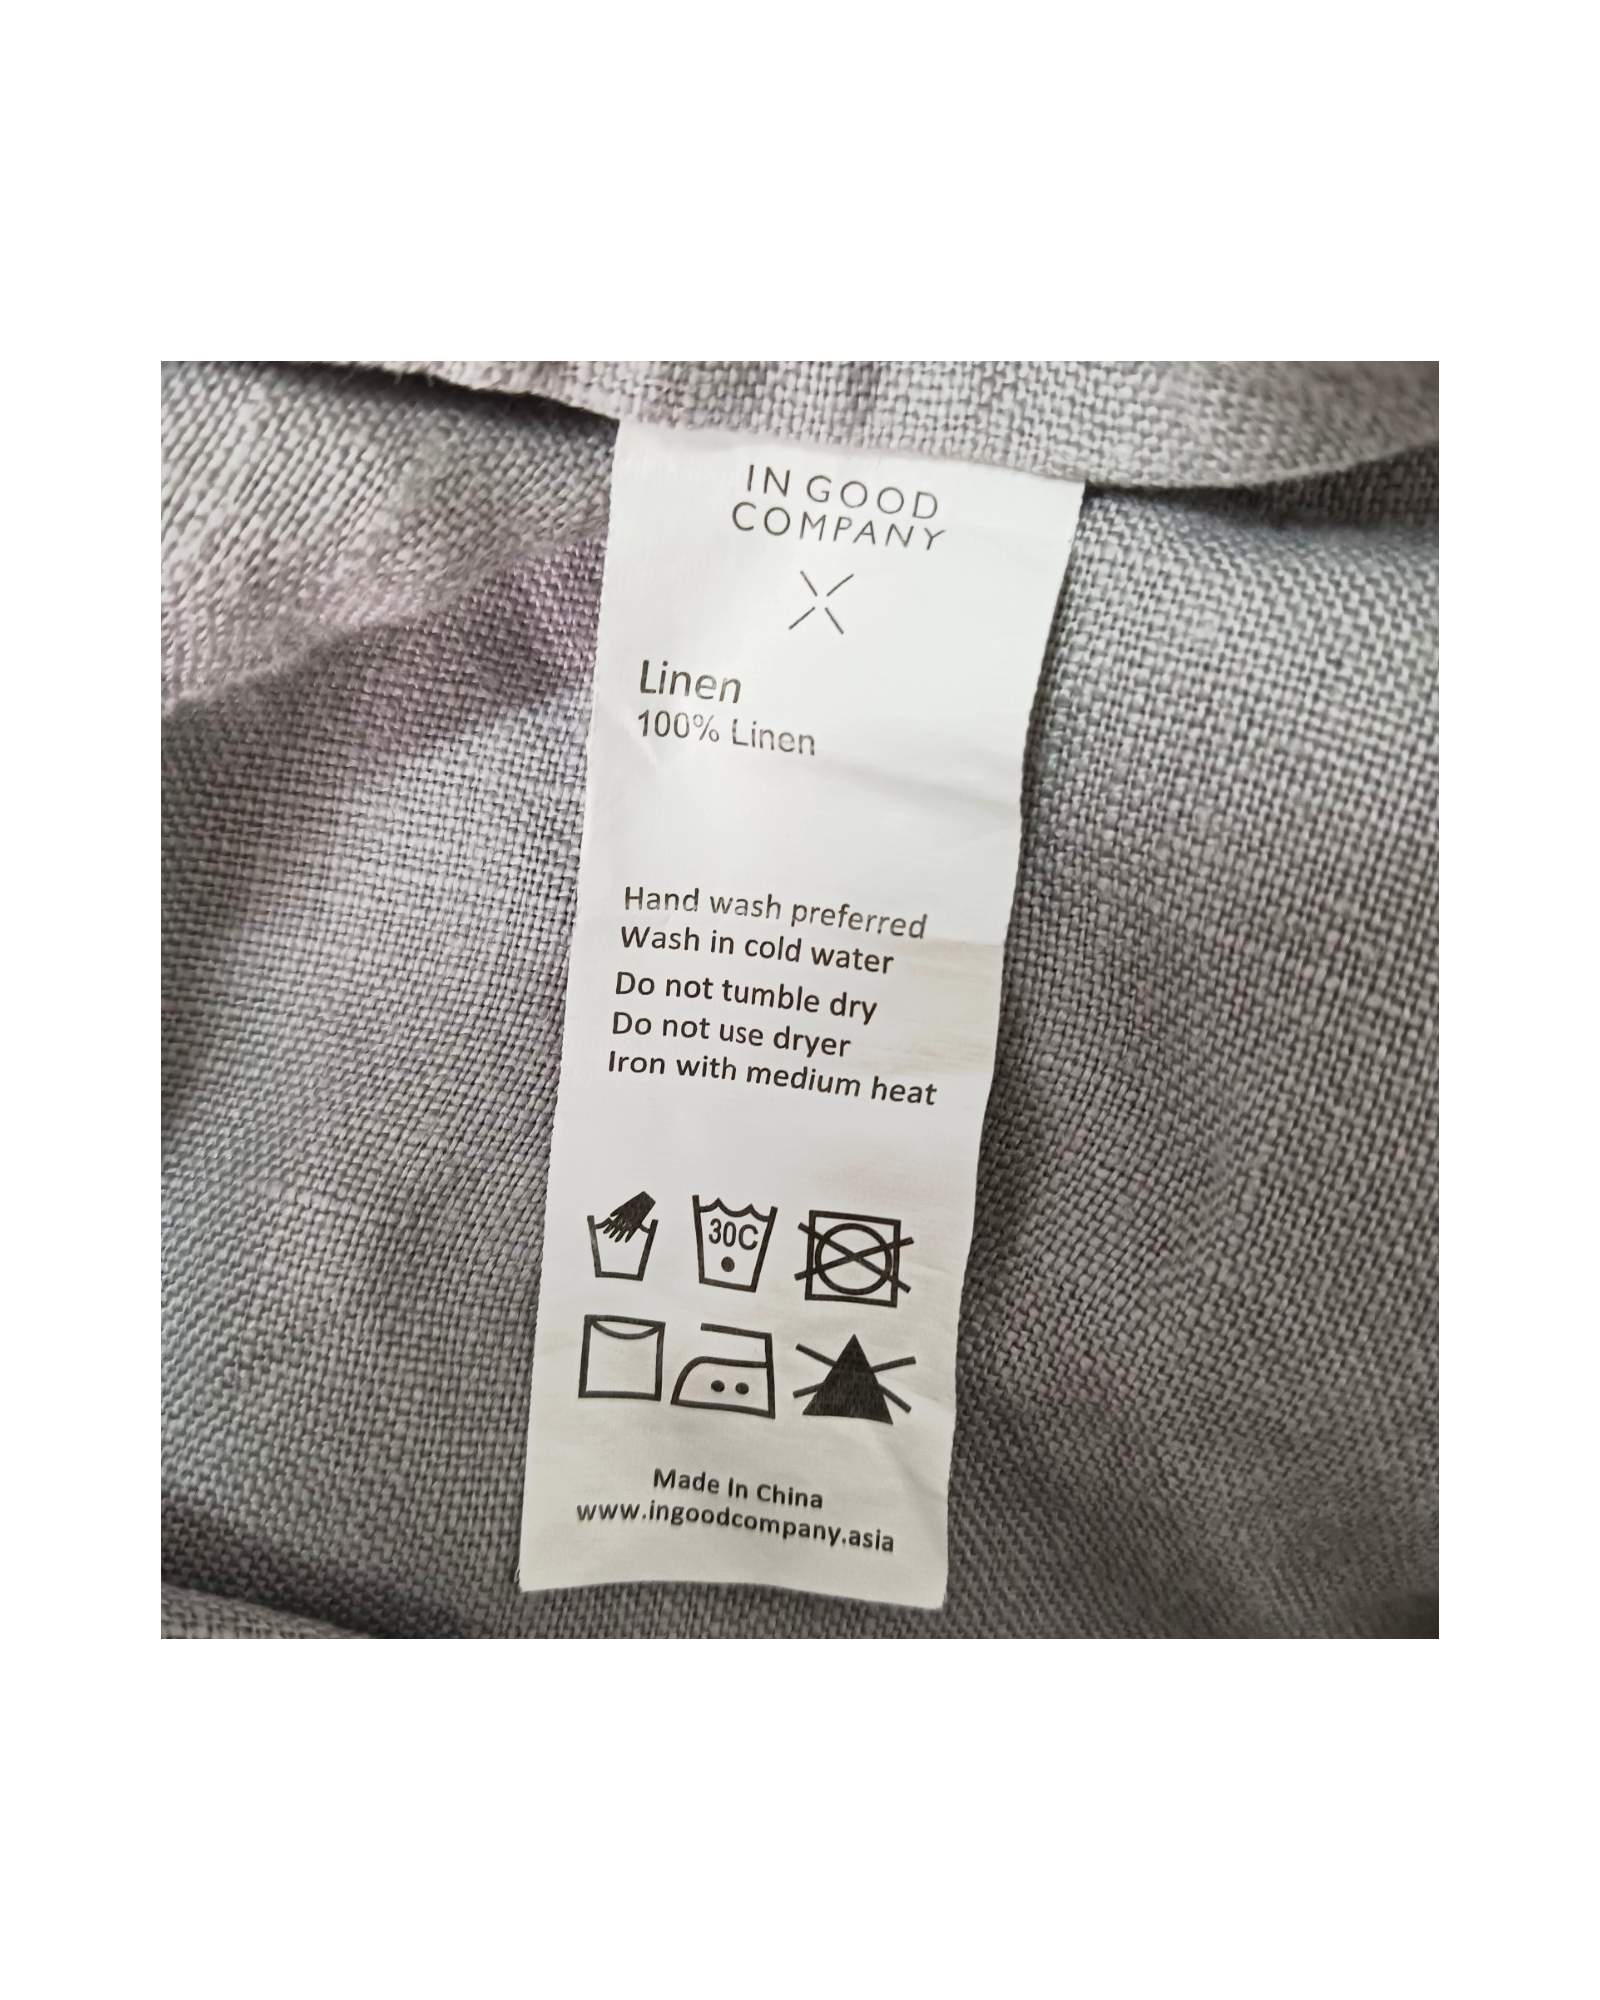 IN GOOD
COMPANY
Linen
100% Linen
Hand wash preferred
Wash in cold water
Do not tumble dry
Do not use dryer
Iron with medium heat
30C
Made In China
www.ingoodcompany.asia